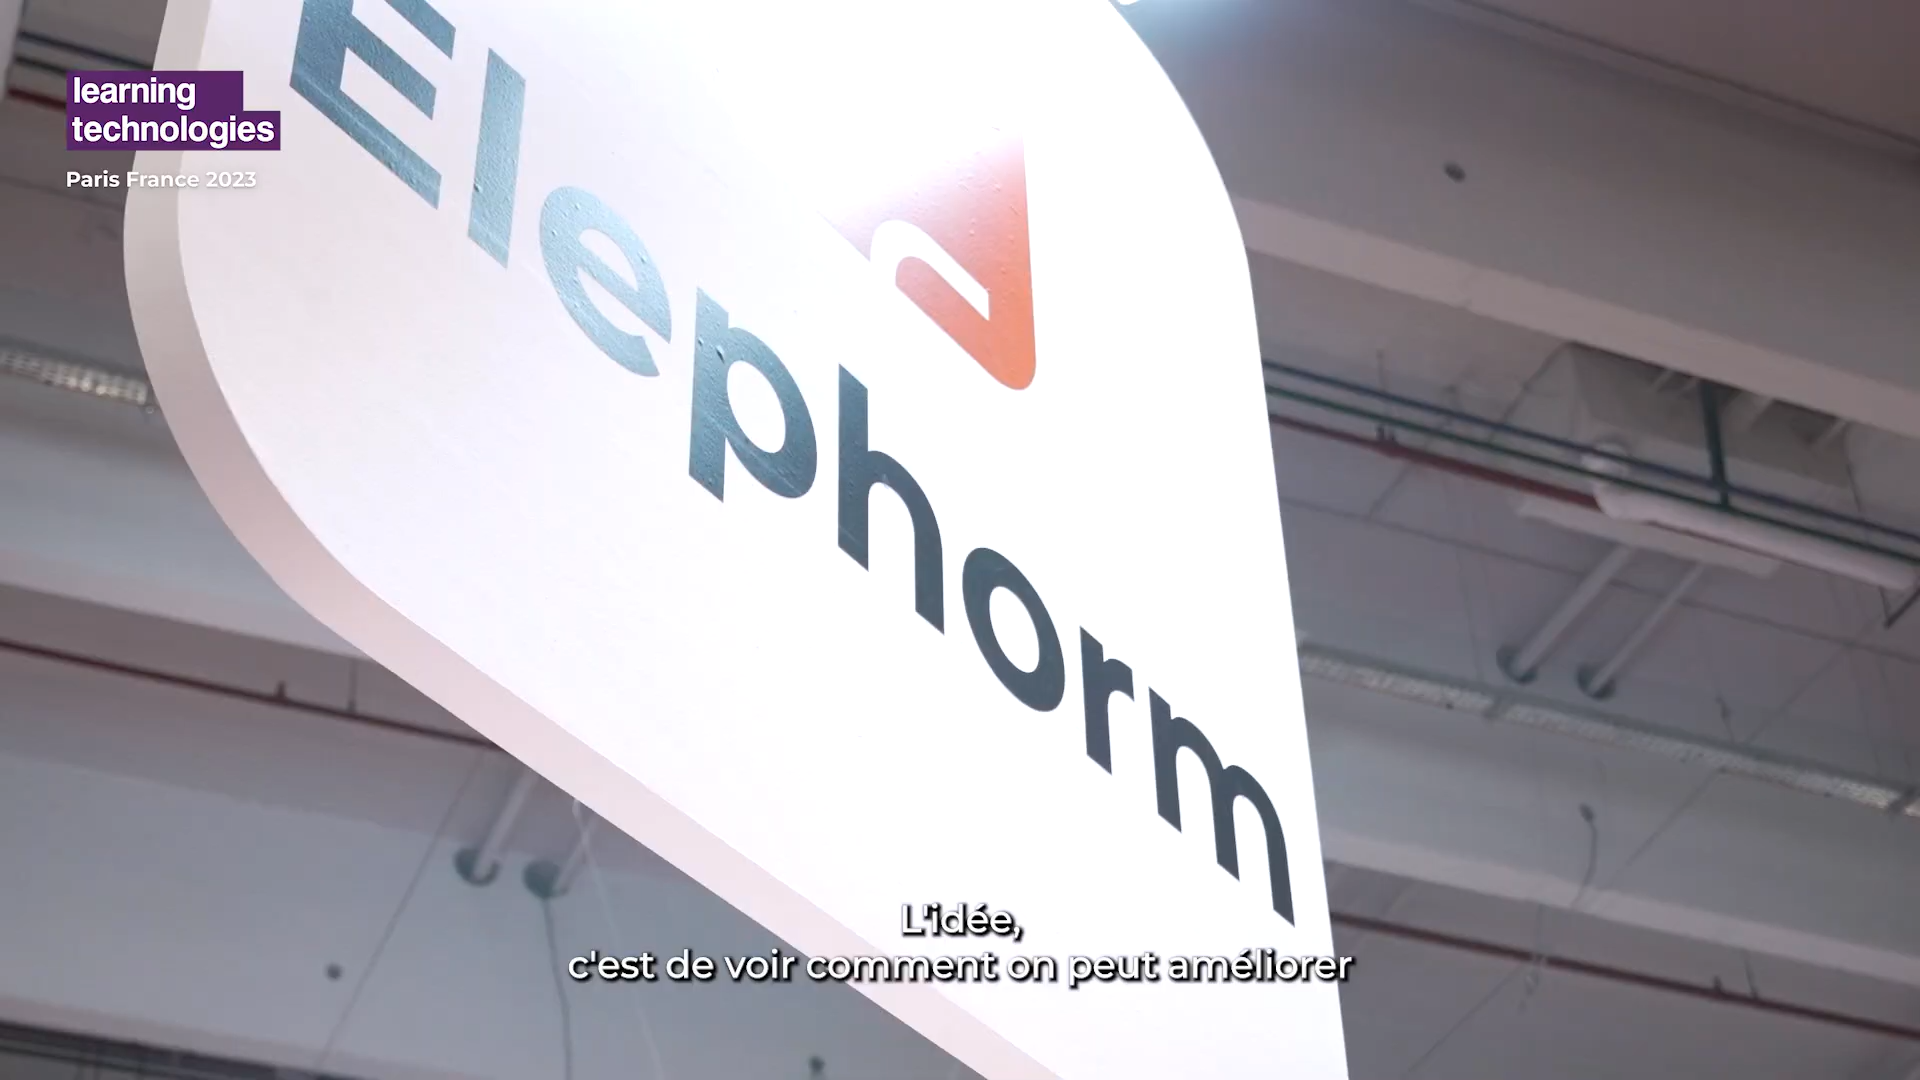 learning
technologies
Paris France 2023
Elephorm
L'idée,
c'est de voir comment on peut améliorer